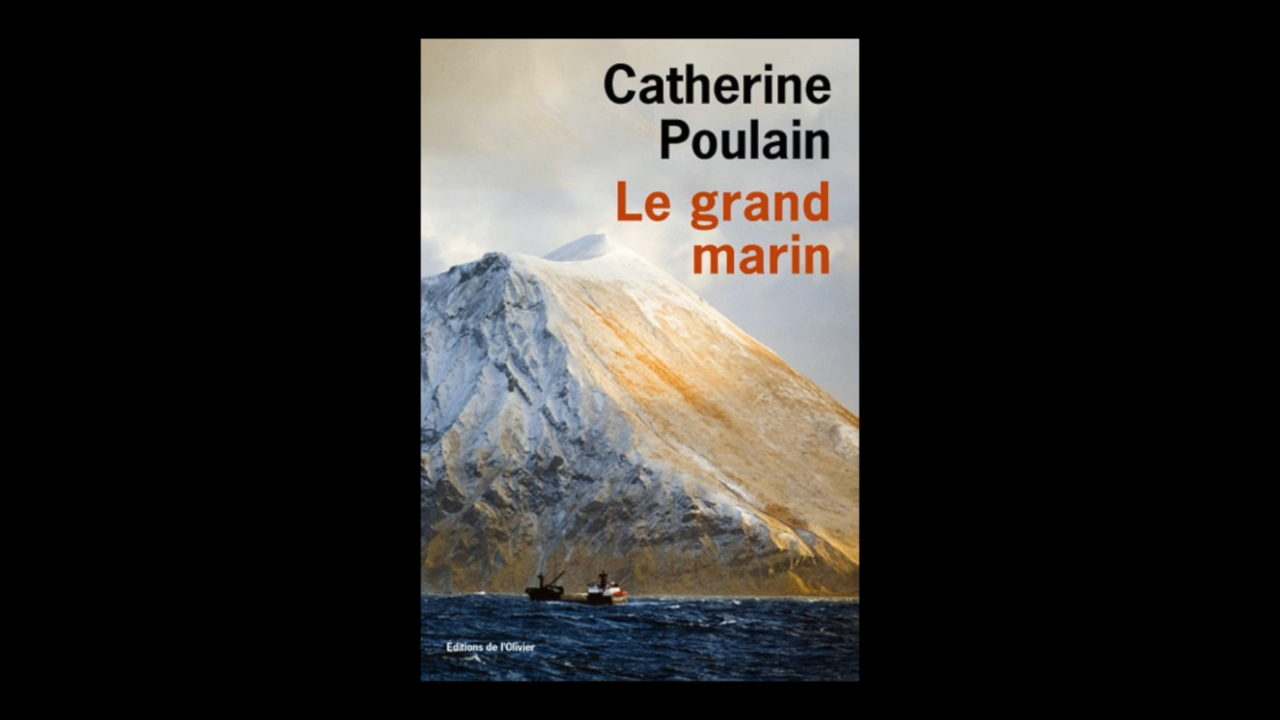 Catherine
Poulain
Le grand
marin
Éditions de l'Olivier